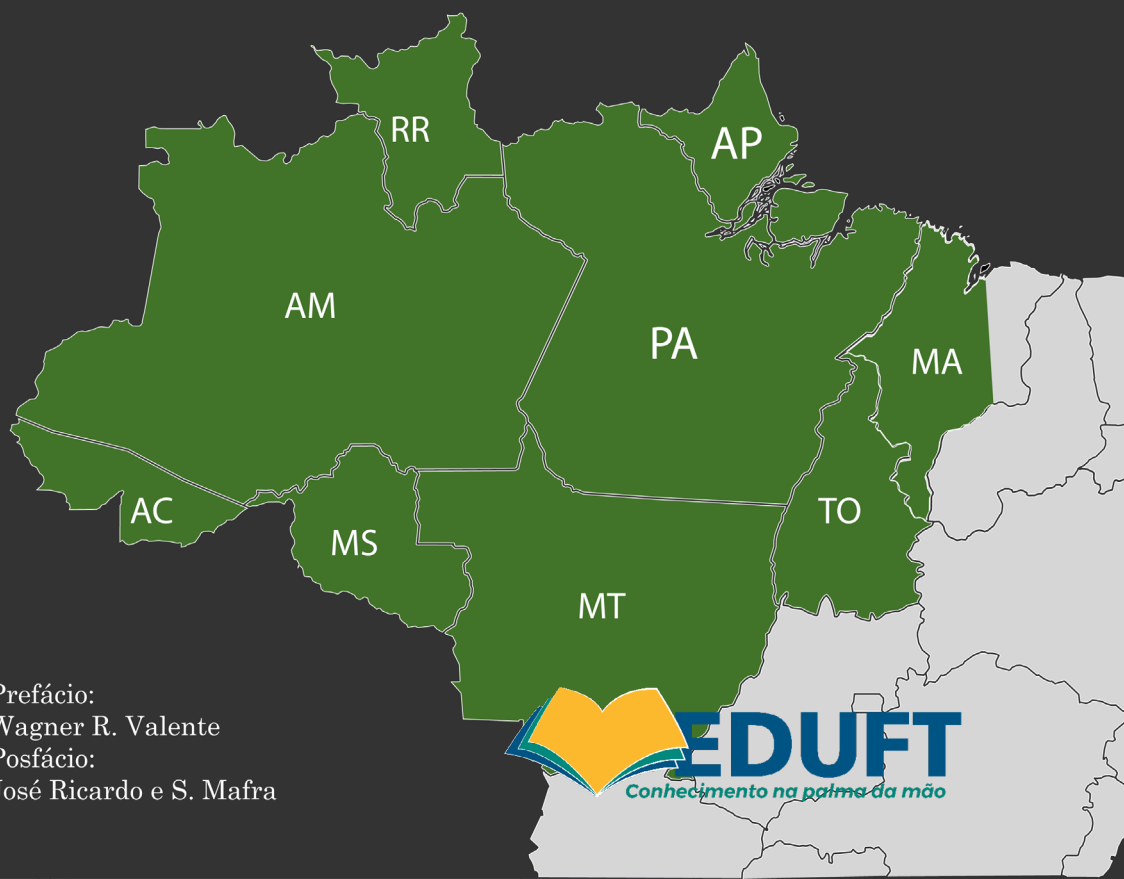 RR
AP
AM
PA
MA
AC
MS
TO
MT
Prefácio:
Wagner R. Valente
Posfácio:
José Ricardo e S. Mafra
EDUFT
Conhecimento na palma da mão